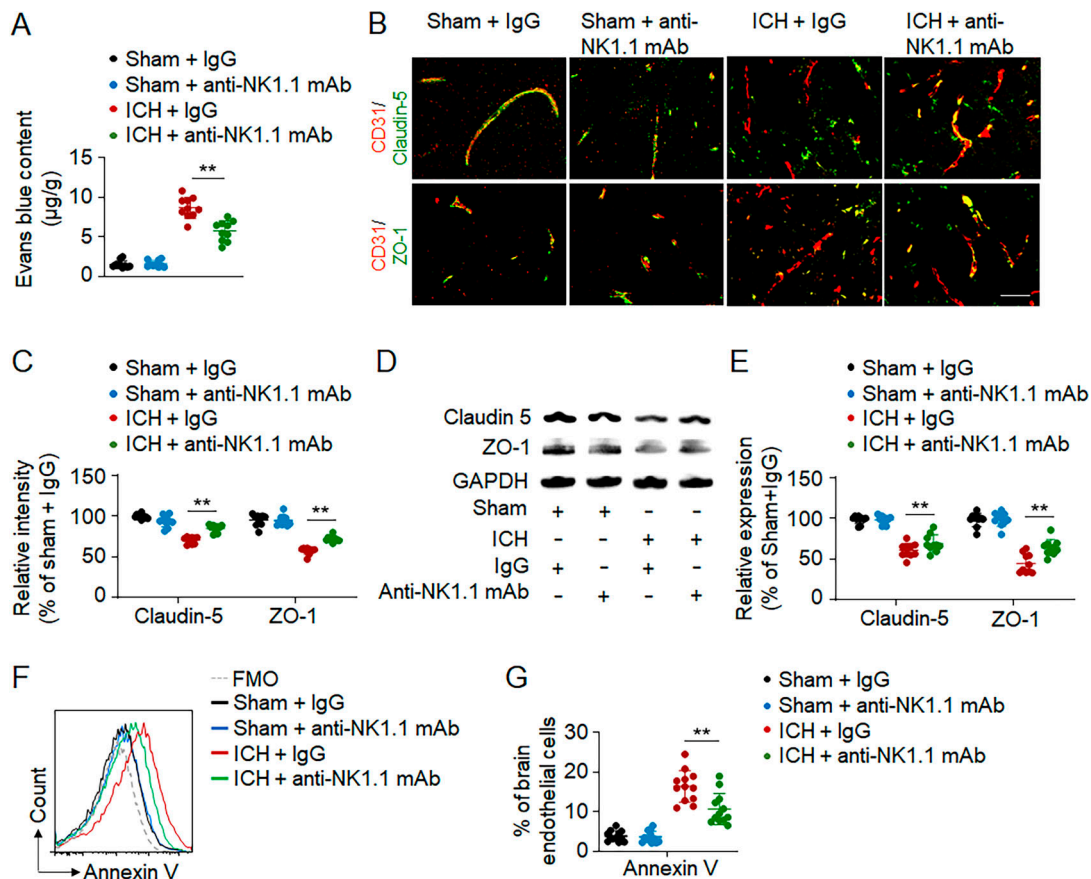 A
Sham + IgG
Sham + anti-NK1.1 mAb
ICH + IgG
ICH + anti-NK1.1 mAb
Evans blue content
(µg/g)
15
10
5
0
**
B
Sham + IgG
Sham + anti-
NK1.1 mAb
ICH + IgG
ICH + anti-
NK1.1 mAb
CD31/
Claudin-5
CD31/
ZO-1
C
Sham + IgG
Sham + anti-NK1.1 mAb
ICH + IgG
ICH + anti-NK1.1 mAb
Relative intensity
(% of sham + IgG)
150
100
50
0
**
**
Claudin-5
ZO-1
D
Claudin 5
ZO-1
GAPDH
Sham + + - -
ICH - - + +
IgG + - + -
Anti-NK1.1 mAb - + - +
E
Sham + IgG
Sham + anti-NK1.1 mAb
ICH + IgG
ICH + anti-NK1.1 mAb
Relative expression
(% of Sham+IgG)
150
100
50
0
**
**
Claudin-5
ZO-1
F
FMO
Sham + IgG
Sham + anti-NK1.1 mAb
ICH + IgG
ICH + anti-NK1.1 mAb
Count
Annexin V
G
Sham + IgG
Sham + anti-NK1.1 mAb
ICH + IgG
ICH + anti-NK1.1 mAb
% of brain
endothelial cells
30
20
10
0
**
Annexin V